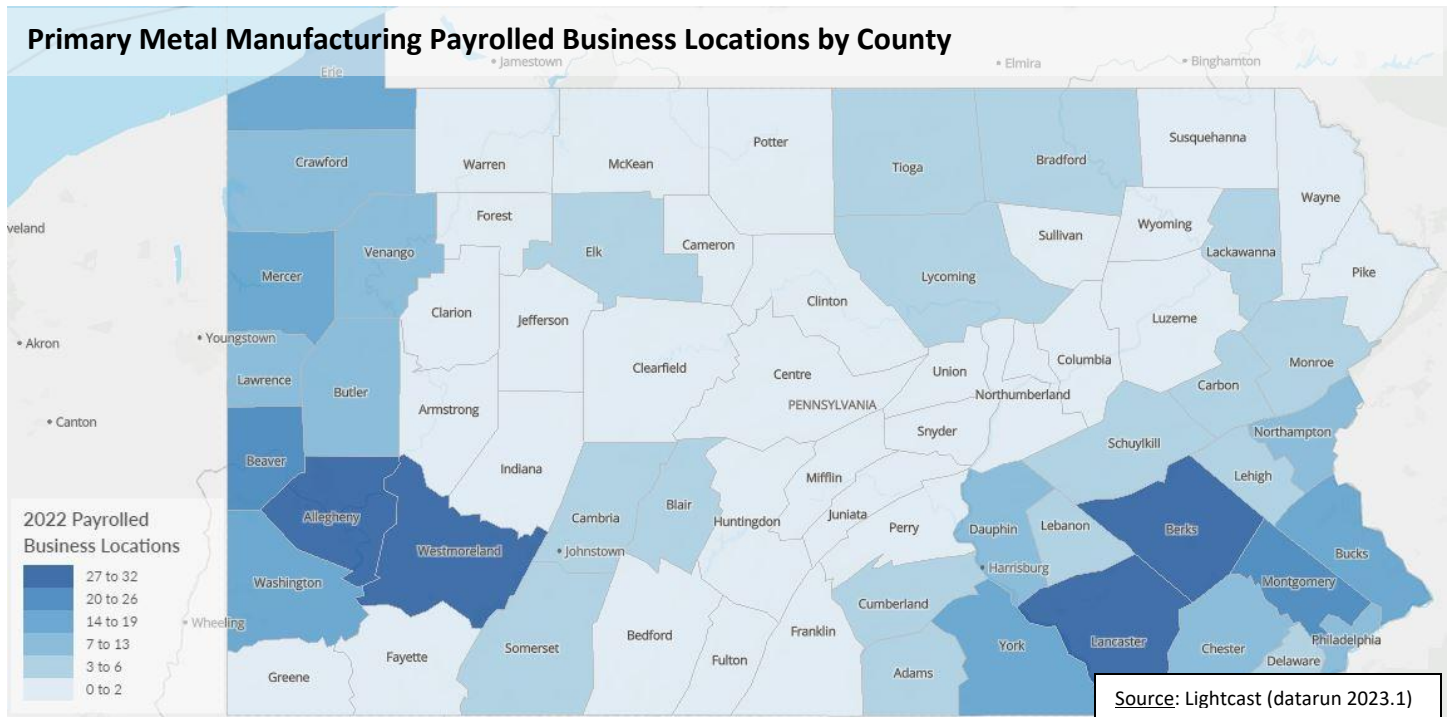 Primary Metal Manufacturing Payrolled Business Locations by County
Jamestown
Elmira
Binghamton
Erie
Susquehanna
Crawford
Warren
McKean
Potter
Tioga
Bradford
Wayne
Forest
Wyoming
veland
Venango
Elk
Cameron
Sullivan
Lackawanna
Mercer
Lycoming
Pike
Clarion
Jefferson
Clinton
Luzerne
Akron
Youngstown
Lawrence
Clearfield
Centre
Union
Columbia
Monroe
Butler
Carbon
Armstrong
PENNSYLVANIA
Northumberland
Canton
Snyder
Northampton
Beaver
Indiana
Mifflin
Schuylkill
Lehigh
Allegheny
Cambria
Blair
Huntingdon
Juniata
Perry
Dauphin
Lebanon
Berks
Westmoreland
Johnstown
Bucks
Washington
Harrisburg
Montgomery
Wheeling
Cumberland
Philadelphia
Fayette
Somerset
Bedford
Fulton
Franklin
York
Lancaster
Chester
Delaware
Greene
Adams
2022 Payrolled
Business Locations
27 to 32
20 to 26
14 to 19
7 to 13
3 to 6
0 to 2
Source: Lightcast (datarun 2023.1)